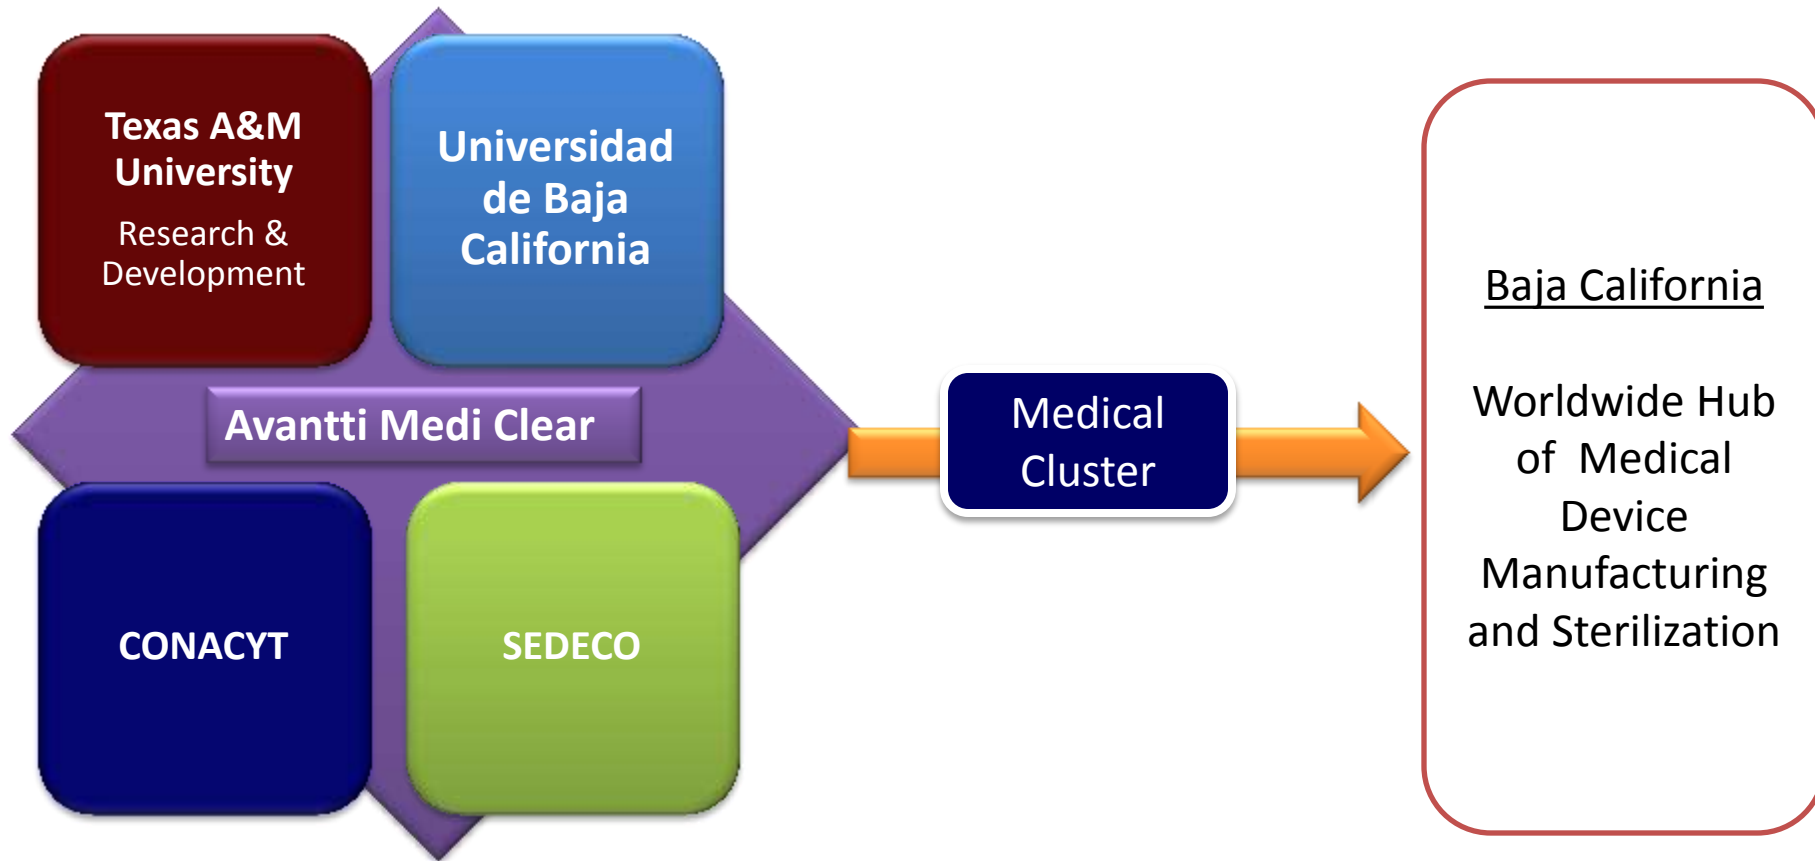 Texas A&M
University
Research &
Development
Universidad
de Baja
California
Avantti Medi Clear
CONACYT
SEDECO
Medical
Cluster
Baja California
Worldwide Hub
of  Medical
Device
Manufacturing
and Sterilization